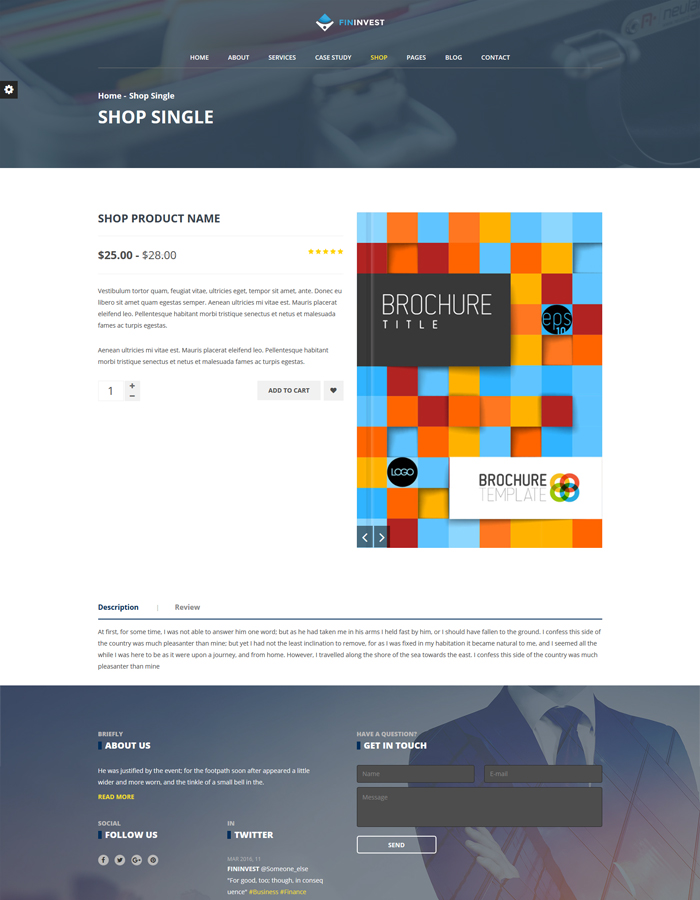 FININVEST
HOME ABOUT SERVICES CASE STUDY SHOP PAGES BLOG CONTACT
Home - Shop Single
SHOP SINGLE
SHOP PRODUCT NAME
$25.00 - $28.00
Vestibulum tortor quam, feugiat vitae, ultricies eget, tempor sit amet, ante. Donec eu
libero sit amet quam egestas semper. Aenean ultricies mi vitae est. Mauris placerat
eleifend leo. Pellentesque habitant morbi tristique senectus et netus et malesuada
fames ac turpis egestas.
Aenean ultricies mi vitae est. Mauris placerat eleifend leo. Pellentesque habitant
morbi tristique senectus et netus et malesuada fames ac turpis egestas.
1 + −
ADD TO CART
BROCHURE
TITLE
eps
10
LOGO
BROCHURE
TEMPLATE
Description | Review
At first, for some time, I was not able to answer him one word; but as he had taken me in his arms I held fast by him, or I should have fallen to the ground. I confess this side of
the country was much pleasanter than mine; but yet I had not the least inclination to remove, for as I was fixed in my habitation it became natural to me, and I seemed all the
while I was here to be as it were upon a journey, and from home. However, I travelled along the shore of the sea towards the east. I confess this side of the country was much
pleasanter than mine
BRIEFLY
ABOUT US
He was justified by the event; for the footpath soon after appeared a little
wider and more worn, and the tinkle of a small bell in the.
READ MORE
SOCIAL
FOLLOW US
IN
TWITTER
MAR 2016, 11
FININVEST @Someone_else
"For good, too; though, in conseq
uence" #Business #Finance
HAVE A QUESTION?
GET IN TOUCH
Name
E-mail
Message
SEND